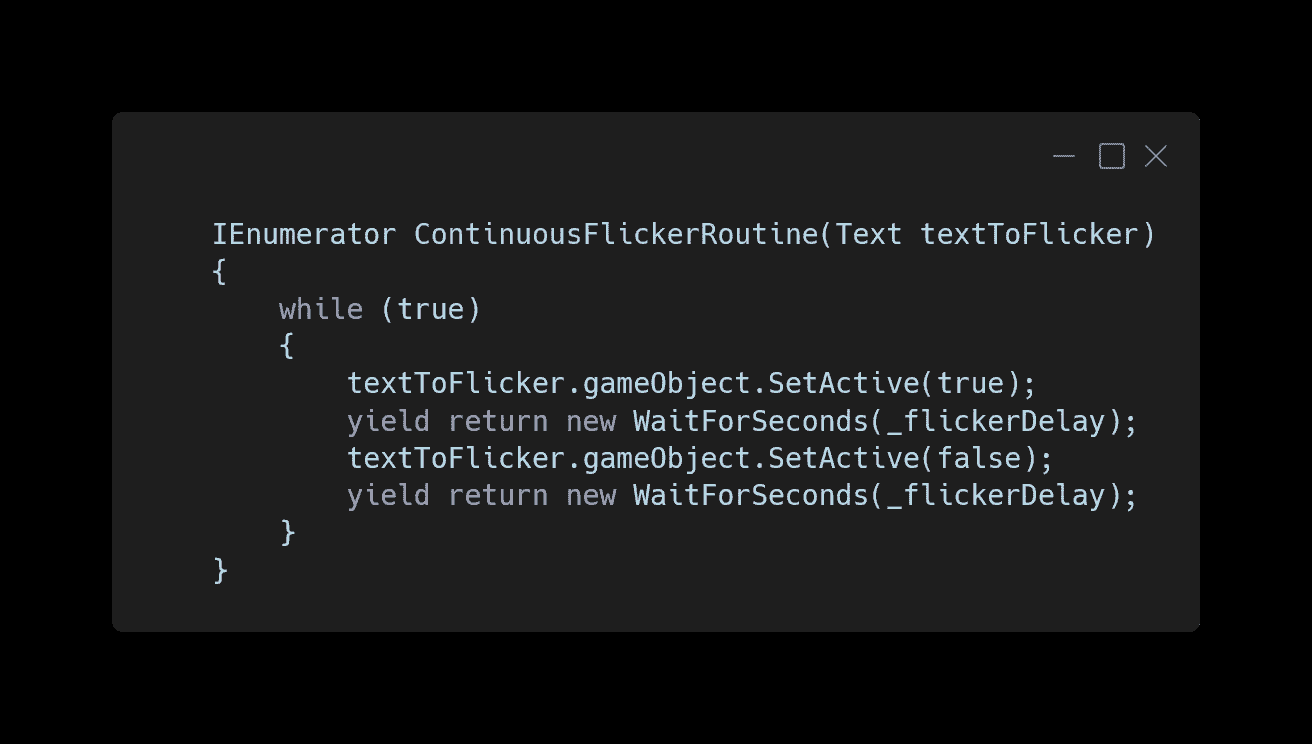 IEnumerator ContinuousFlickerRoutine(Text textToFlicker)
{
    while (true)
    {
        textToFlicker.gameObject.SetActive(true);
        yield return new WaitForSeconds(_flickerDelay);
        textToFlicker.gameObject.SetActive(false);
        yield return new WaitForSeconds(_flickerDelay);
    }
}